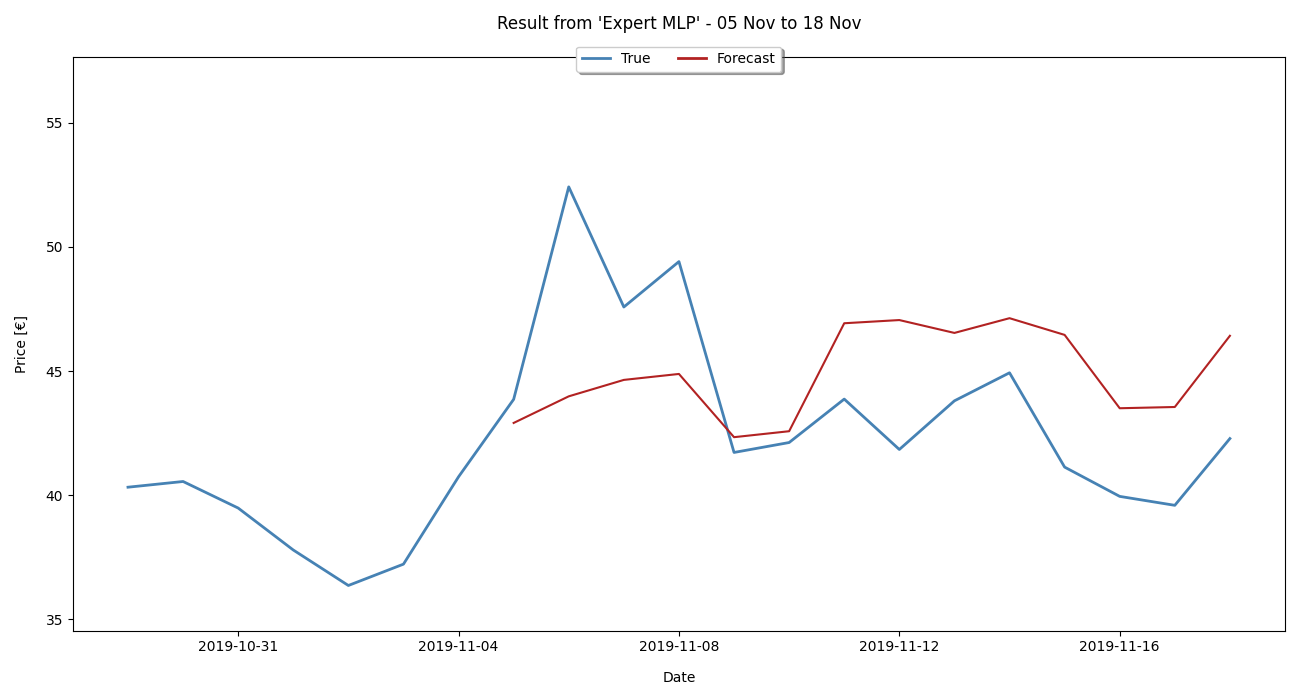 Result from 'Expert MLP' - 05 Nov to 18 Nov
True
Forecast
55
50
45
40
35
Price [€]
2019-10-31
2019-11-04
2019-11-08
2019-11-12
2019-11-16
Date